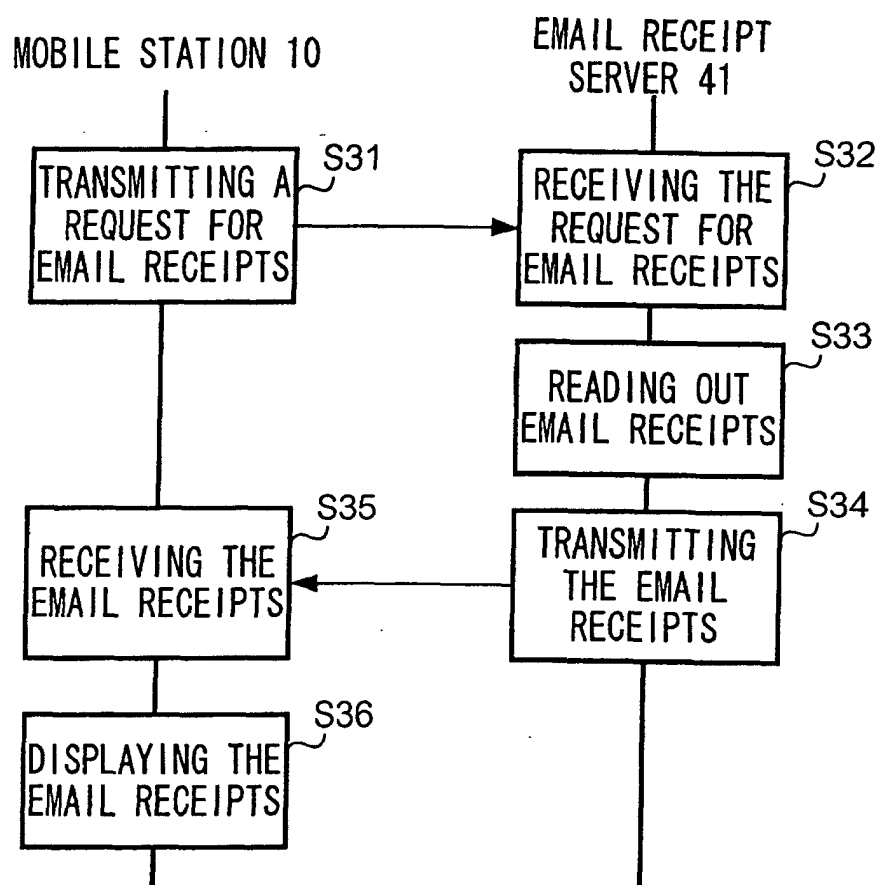 MOBILE STATION 10
EMAIL RECEIPT
SERVER 41
S31
TRANSMITTING A
REQUEST FOR
EMAIL RECEIPTS
S32
RECEIVING THE
REQUEST FOR
EMAIL RECEIPTS
S33
READING OUT
EMAIL RECEIPTS
S34
TRANSMITTING
THE EMAIL
RECEIPTS
S35
RECEIVING THE
EMAIL RECEIPTS
S36
DISPLAYING THE
EMAIL RECEIPTS